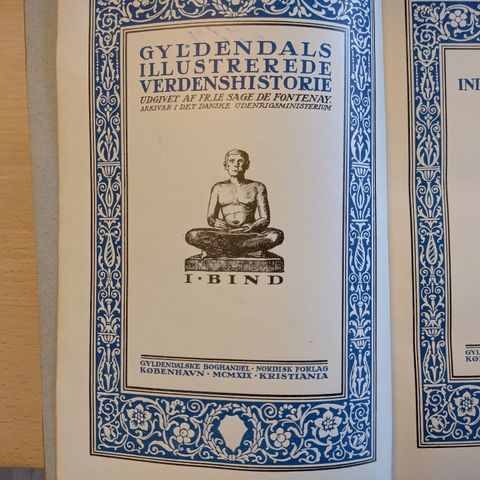 GYLDENDALS
ILLUSTREREDE
VERDENSHISTORIE
UDGIVET AF FR. LE SAGE DE FONTENAY.
ARKIVAR I DET DANSKE UDENRIGSMINISTERIUM
I · BIND
GYLDENDALSKE BOGHANDEL · NORDISK FORLAG
KØBENHAVN · MCMXIX · KRISTIANIA